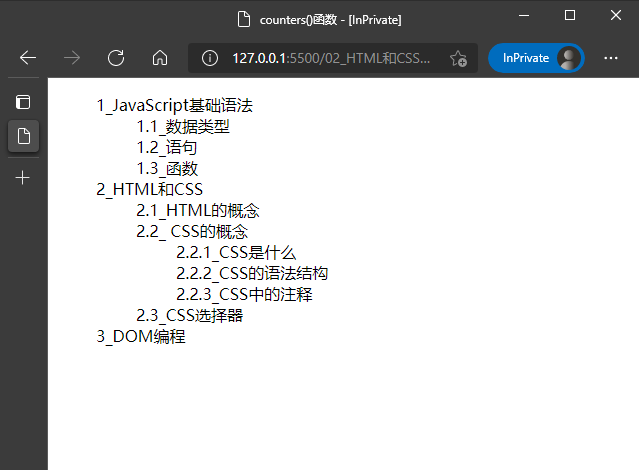 counters()函数 - [InPrivate]
127.0.0.1:5500/02_HTML和CSS...
InPrivate
1_JavaScript基础语法
1.1_数据类型
1.2_语句
1.3_函数
2_HTML和CSS
2.1_HTML的概念
2.2_ CSS的概念
2.2.1_CSS是什么
2.2.2_CSS的语法结构
2.2.3_CSS中的注释
2.3_CSS选择器
3_DOM编程